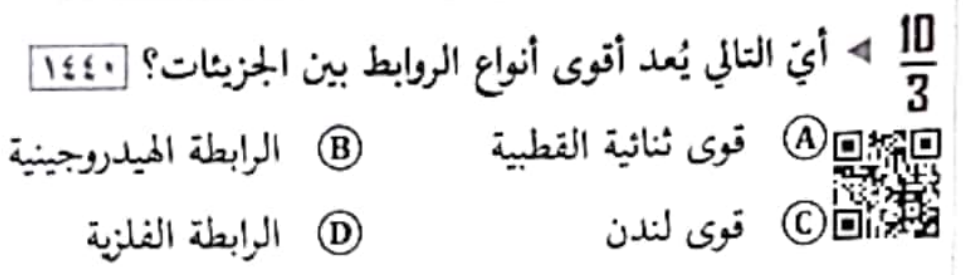 10/3 ◀ أيّ التالي يُعد أقوى أنواع الروابط بين الجزيئات؟ ١٤٤٠
A قوى ثنائية القطبية B الرابطة الهيدروجينية
C قوى لندن D الرابطة الفلزية